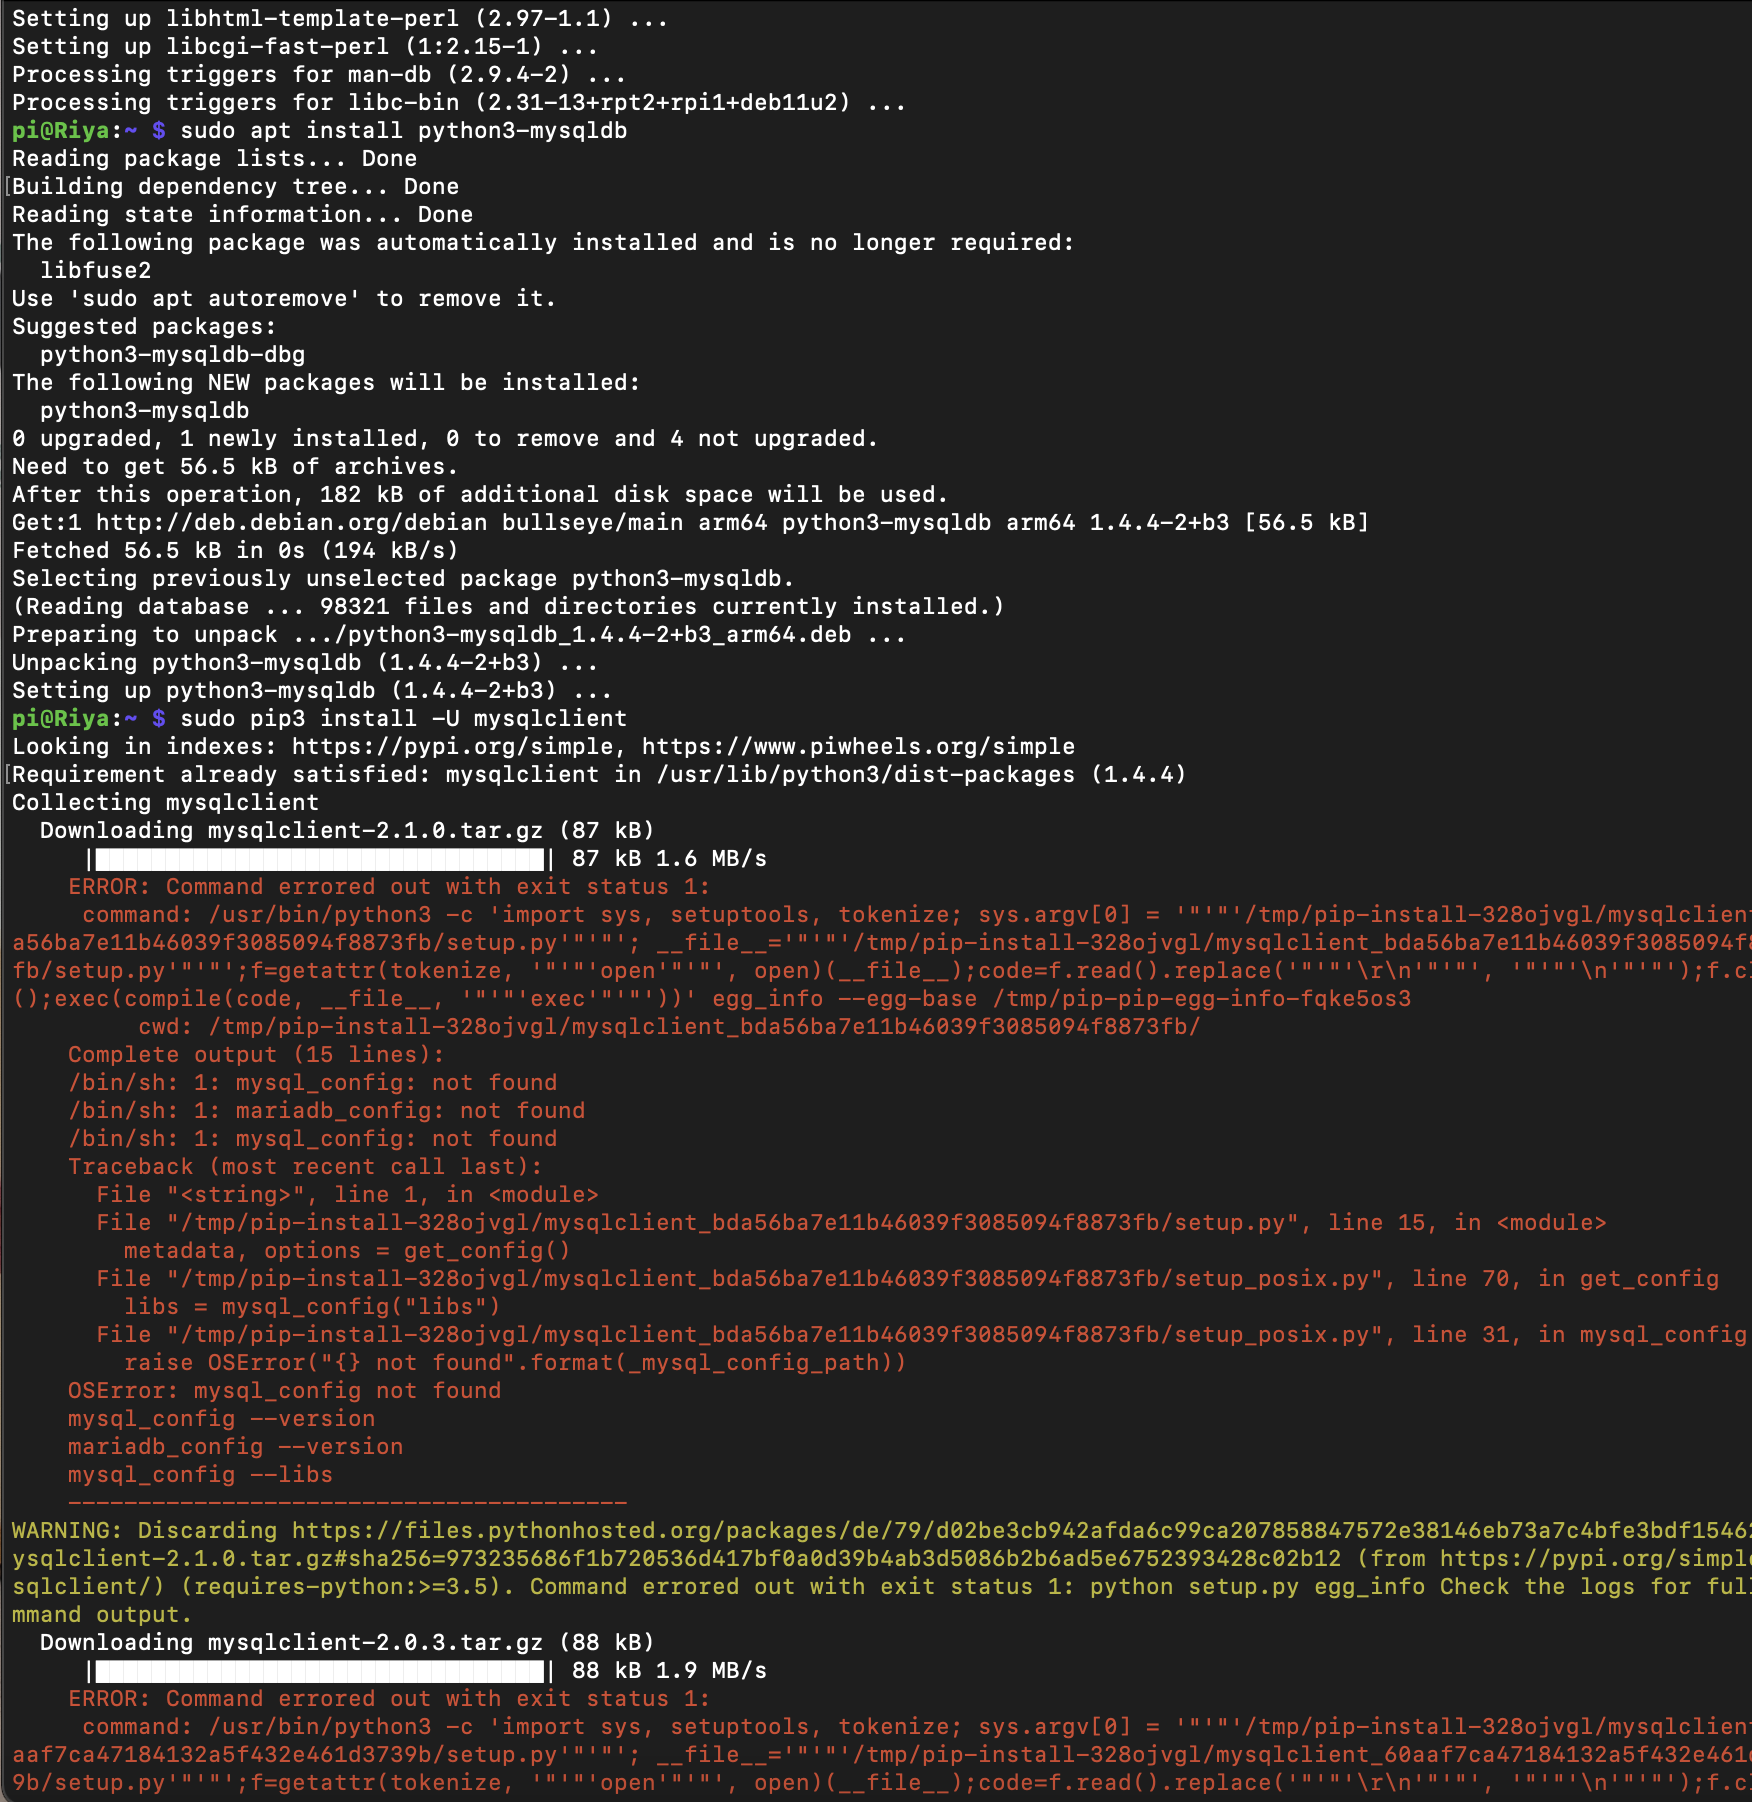 Setting up libhtml-template-perl (2.97-1.1) ...
Setting up libcgi-fast-perl (1:2.15-1) ...
Processing triggers for man-db (2.9.4-2) ...
Processing triggers for libc-bin (2.31-13+rpt2+rpi1+deb11u2) ...
pi@Riya:~ $ sudo apt install python3-mysqldb
Reading package lists... Done
[Building dependency tree... Done
Reading state information... Done
The following package was automatically installed and is no longer required:
  libfuse2
Use 'sudo apt autoremove' to remove it.
Suggested packages:
  python3-mysqldb-dbg
The following NEW packages will be installed:
  python3-mysqldb
0 upgraded, 1 newly installed, 0 to remove and 4 not upgraded.
Need to get 56.5 kB of archives.
After this operation, 182 kB of additional disk space will be used.
Get:1 http://deb.debian.org/debian bullseye/main arm64 python3-mysqldb arm64 1.4.4-2+b3 [56.5 kB]
Fetched 56.5 kB in 0s (194 kB/s)
Selecting previously unselected package python3-mysqldb.
(Reading database ... 98321 files and directories currently installed.)
Preparing to unpack .../python3-mysqldb_1.4.4-2+b3_arm64.deb ...
Unpacking python3-mysqldb (1.4.4-2+b3) ...
Setting up python3-mysqldb (1.4.4-2+b3) ...
pi@Riya:~ $ sudo pip3 install -U mysqlclient
Looking in indexes: https://pypi.org/simple, https://www.piwheels.org/simple
[Requirement already satisfied: mysqlclient in /usr/lib/python3/dist-packages (1.4.4)
Collecting mysqlclient
  Downloading mysqlclient-2.1.0.tar.gz (87 kB)
     |████████████████████████████████| 87 kB 1.6 MB/s
    ERROR: Command errored out with exit status 1:
     command: /usr/bin/python3 -c 'import sys, setuptools, tokenize; sys.argv[0] = '"'"'/tmp/pip-install-328ojvgl/mysqlclient
a56ba7e11b46039f3085094f8873fb/setup.py'"'"'; __file__='"'"'/tmp/pip-install-328ojvgl/mysqlclient_bda56ba7e11b46039f3085094f8
fb/setup.py'"'"';f=getattr(tokenize, '"'"'open'"'"', open)(__file__);code=f.read().replace('"'"'\r\n'"'"', '"'"'\n'"'"');f.cl
();exec(compile(code, __file__, '"'"'exec'"'"'))' egg_info --egg-base /tmp/pip-pip-egg-info-fqke5os3
         cwd: /tmp/pip-install-328ojvgl/mysqlclient_bda56ba7e11b46039f3085094f8873fb/
    Complete output (15 lines):
    /bin/sh: 1: mysql_config: not found
    /bin/sh: 1: mariadb_config: not found
    /bin/sh: 1: mysql_config: not found
    Traceback (most recent call last):
      File "<string>", line 1, in <module>
      File "/tmp/pip-install-328ojvgl/mysqlclient_bda56ba7e11b46039f3085094f8873fb/setup.py", line 15, in <module>
        metadata, options = get_config()
      File "/tmp/pip-install-328ojvgl/mysqlclient_bda56ba7e11b46039f3085094f8873fb/setup_posix.py", line 70, in get_config
        libs = mysql_config("libs")
      File "/tmp/pip-install-328ojvgl/mysqlclient_bda56ba7e11b46039f3085094f8873fb/setup_posix.py", line 31, in mysql_config
        raise OSError("{} not found".format(_mysql_config_path))
    OSError: mysql_config not found
    mysql_config --version
    mariadb_config --version
    mysql_config --libs
    ----------------------------------------
WARNING: Discarding https://files.pythonhosted.org/packages/de/79/d02be3cb942afda6c99ca207858847572e38146eb73a7c4bfe3bdf15462
ysqlclient-2.1.0.tar.gz#sha256=973235686f1b720536d417bf0a0d39b4ab3d5086b2b6ad5e6752393428c02b12 (from https://pypi.org/simple
sqlclient/) (requires-python:>=3.5). Command errored out with exit status 1: python setup.py egg_info Check the logs for full
mmand output.
  Downloading mysqlclient-2.0.3.tar.gz (88 kB)
     |████████████████████████████████| 88 kB 1.9 MB/s
    ERROR: Command errored out with exit status 1:
     command: /usr/bin/python3 -c 'import sys, setuptools, tokenize; sys.argv[0] = '"'"'/tmp/pip-install-328ojvgl/mysqlclient
aaf7ca47184132a5f432e461d3739b/setup.py'"'"'; __file__='"'"'/tmp/pip-install-328ojvgl/mysqlclient_60aaf7ca47184132a5f432e461d
9b/setup.py'"'"';f=getattr(tokenize, '"'"'open'"'"', open)(__file__);code=f.read().replace('"'"'\r\n'"'"', '"'"'\n'"'"');f.cl